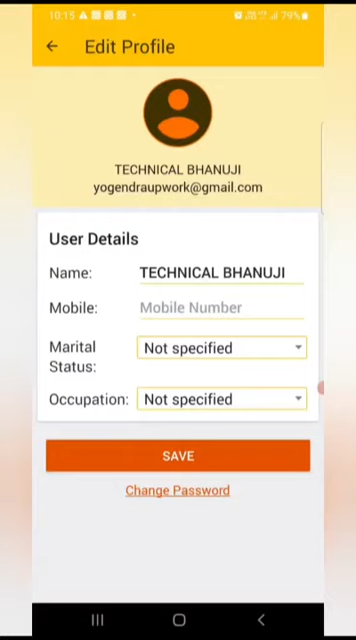 10:15
79%
Edit Profile
TECHNICAL BHANUJI
yogendraupwork@gmail.com
User Details
Name: TECHNICAL BHANUJI
Mobile: Mobile Number
Marital Status: Not specified
Occupation: Not specified
SAVE
Change Password